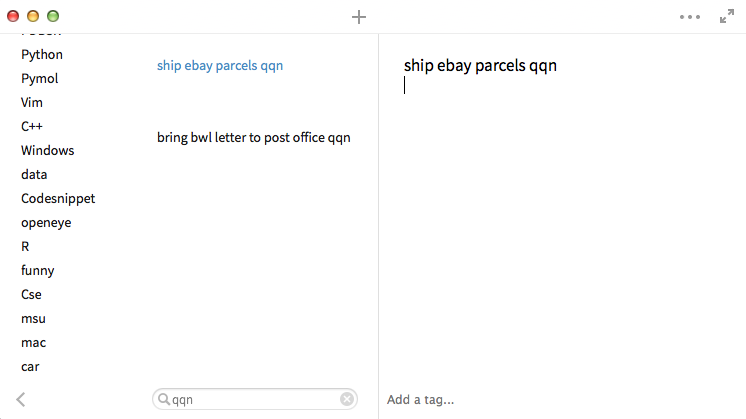 Python
Pymol
Vim
C++
Windows
data
Codesnippet
openeye
R
funny
Cse
msu
mac
car
ship ebay parcels qqn
bring bwl letter to post office qqn
qqn
ship ebay parcels qqn
Add a tag...